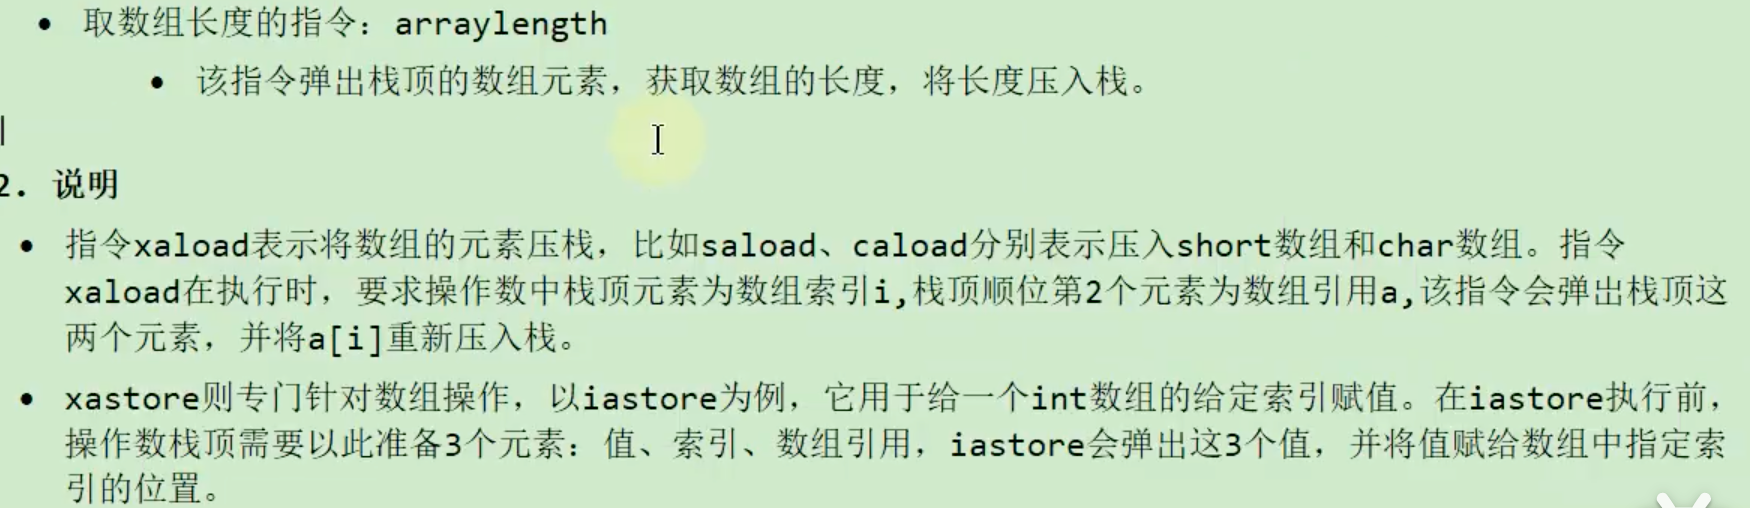 • 取数组长度的指令：arraylength
• 该指令弹出栈顶的数组元素，获取数组的长度，将长度压入栈。
2. 说明
• 指令xaload表示将数组的元素压栈，比如saload、caload分别表示压入short数组和char数组。指令
xaload在执行时，要求操作数中栈顶元素为数组索引i,栈顶顺位第2个元素为数组引用a,该指令会弹出栈顶这
两个元素，并将a[i]重新压入栈。
• xastore则专门针对数组操作，以iastore为例，它用于给一个int数组的给定索引赋值。在iastore执行前，
操作数栈顶需要以此准备3个元素：值、索引、数组引用，iastore会弹出这3个值，并将值赋给数组中指定索
引的位置。